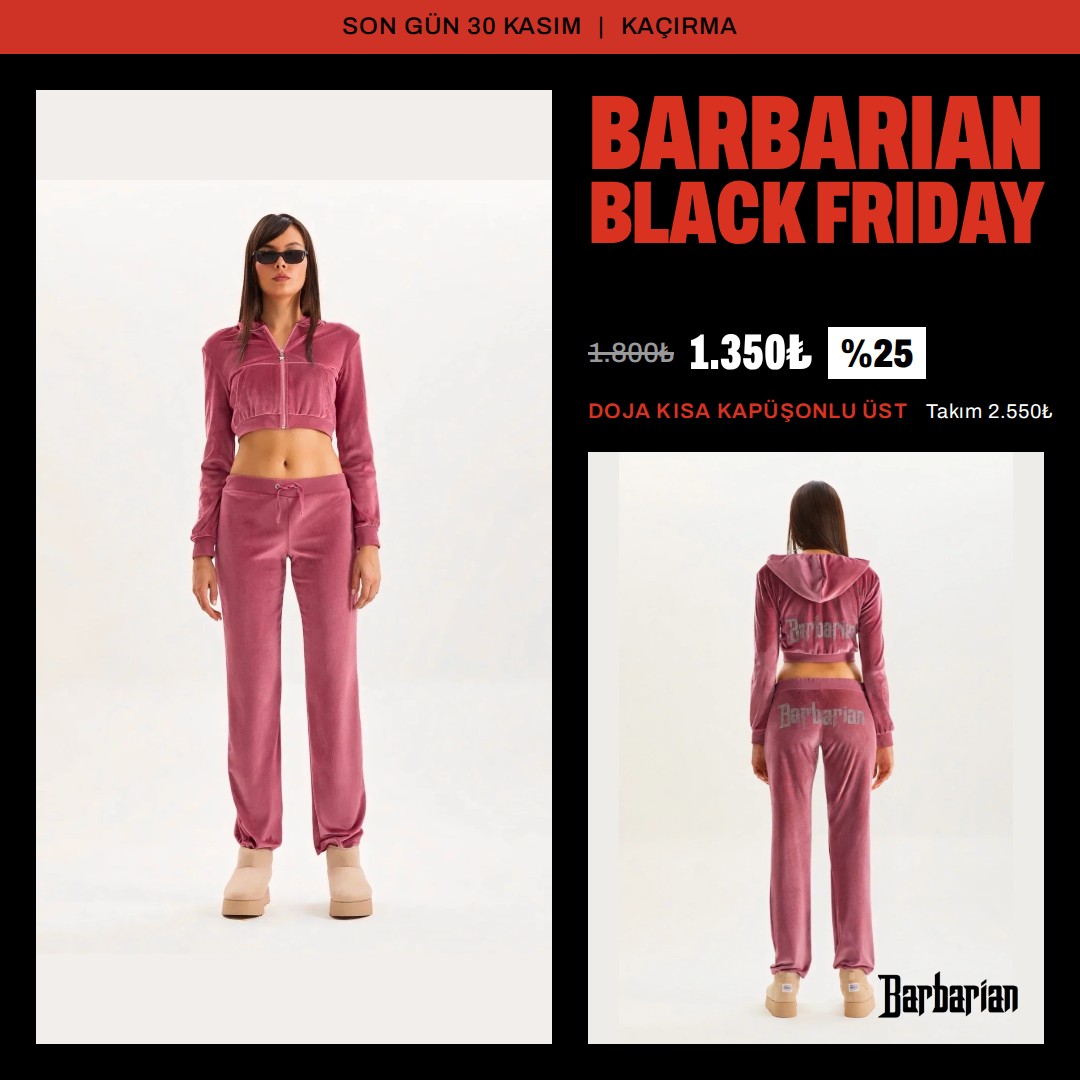 SON GÜN 30 KASIM | KAÇIRMA
BARBARIAN
BLACK FRIDAY
1.800₺ 1.350₺ %25
DOJA KISA KAPÜŞONLU ÜST Takım 2.550₺
Barbarian
Barbarian
Barbarian